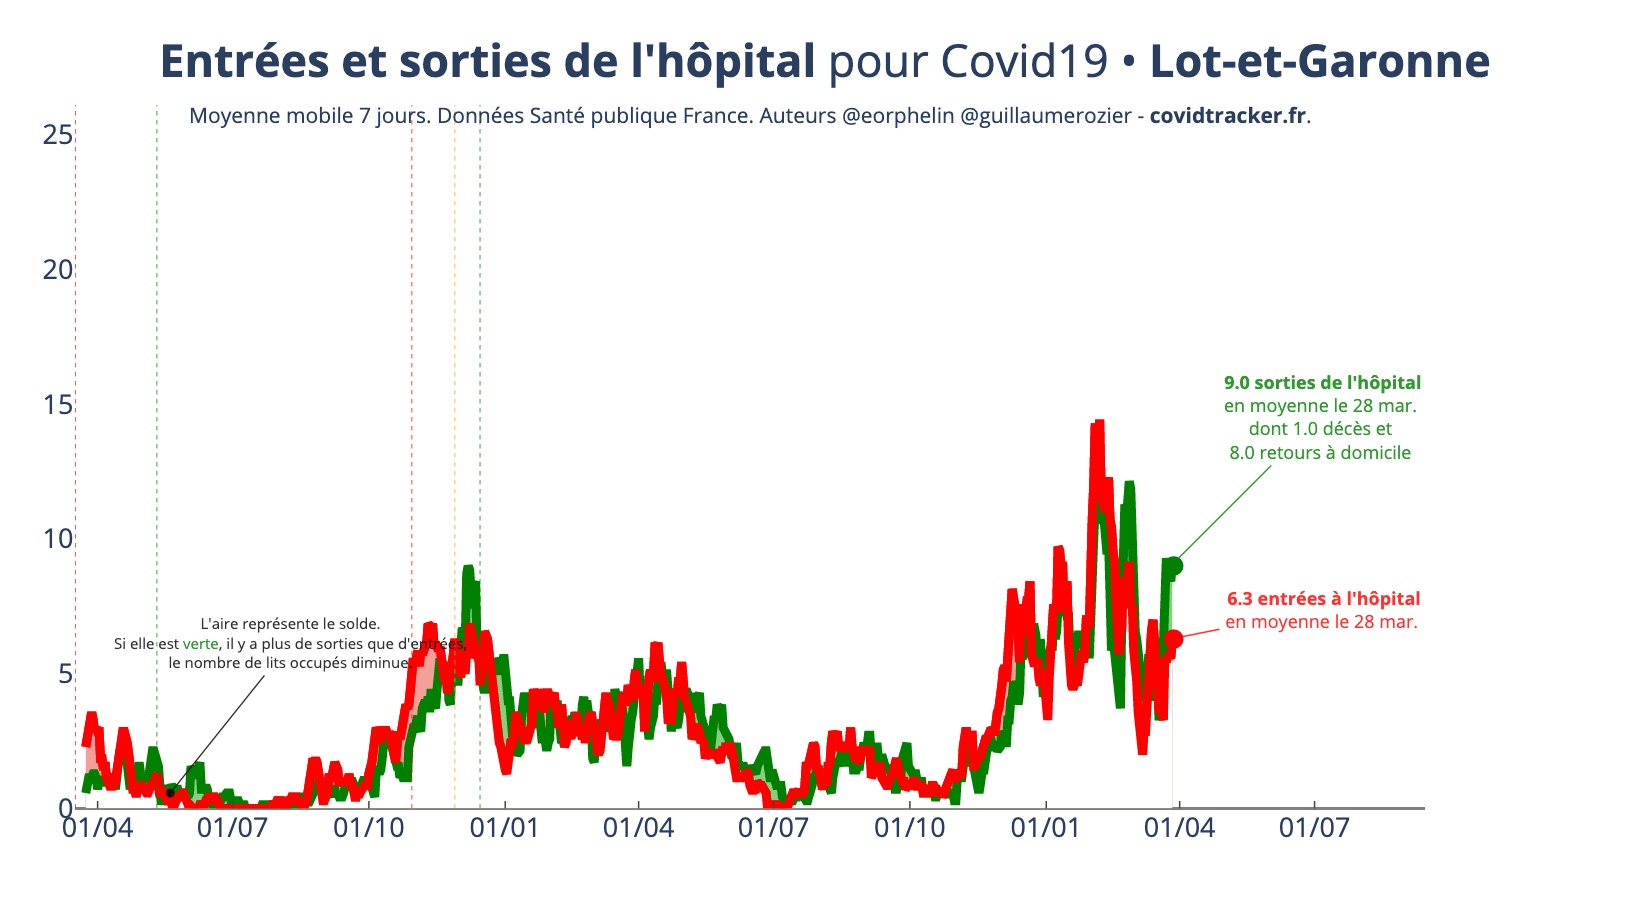 Entrées et sorties de l'hôpital pour Covid19 • Lot-et-Garonne
Moyenne mobile 7 jours. Données Santé publique France. Auteurs @eorphelin @guillaumerozier - covidtracker.fr.
25
20
15
10
5
0
9.0 sorties de l'hôpital
en moyenne le 28 mar.
dont 1.0 décès et
8.0 retours à domicile
6.3 entrées à l'hôpital
en moyenne le 28 mar.
L'aire représente le solde.
Si elle est verte, il y a plus de sorties que d'entrées,
le nombre de lits occupés diminue.
01/04 01/07 01/10 01/01 01/04 01/07 01/10 01/01 01/04 01/07